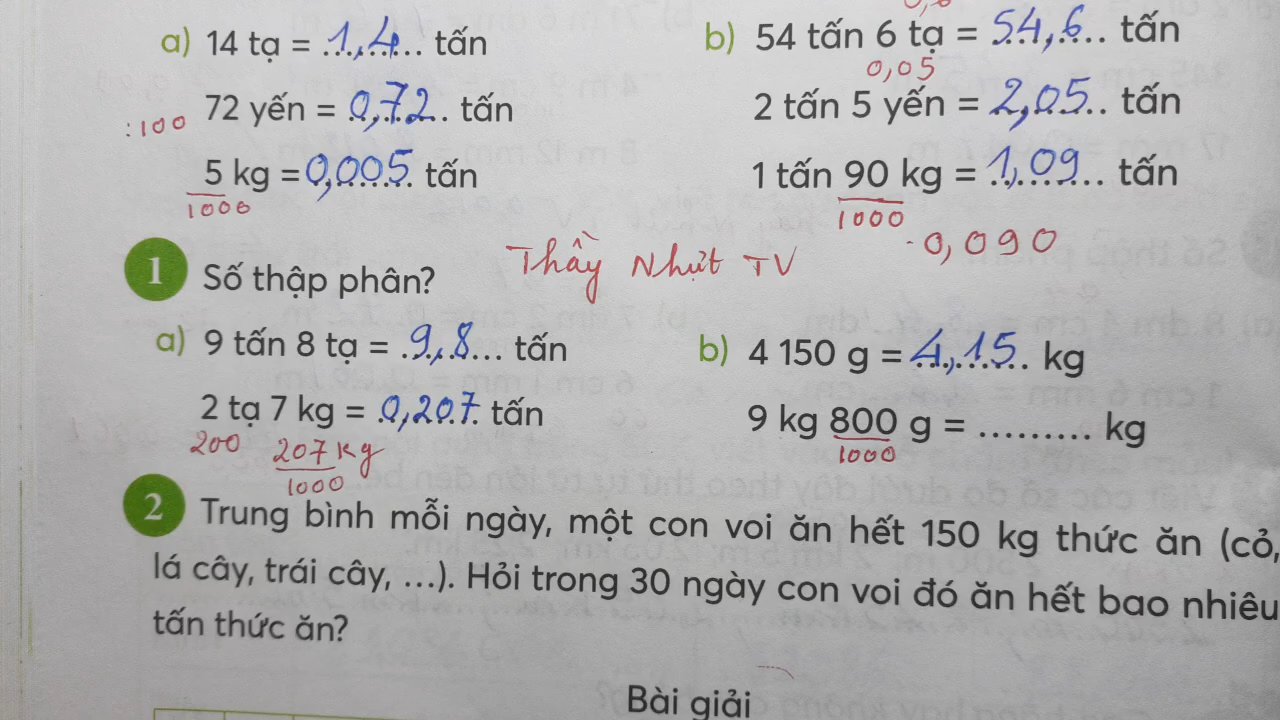 a) 14 tạ = 1,4 tấn
b) 54 tấn 6 tạ = 54,6 tấn
0,05
72 yến = 0,72 tấn
2 tấn 5 yến = 2,05 tấn
:100
5 kg = 0,005 tấn
1 tấn 90 kg = 1,09 tấn
1000
1000
0,090
Thầy Nhựt TV
1 Số thập phân?
a) 9 tấn 8 tạ = 9,8 tấn
b) 4 150 g = 4,15 kg
2 tạ 7 kg = 0,207 tấn
9 kg 800 g = ......... kg
200 207 kg
1000
1000
2 Trung bình mỗi ngày, một con voi ăn hết 150 kg thức ăn (cỏ,
lá cây, trái cây, ...). Hỏi trong 30 ngày con voi đó ăn hết bao nhiêu
tấn thức ăn?
Bài giải